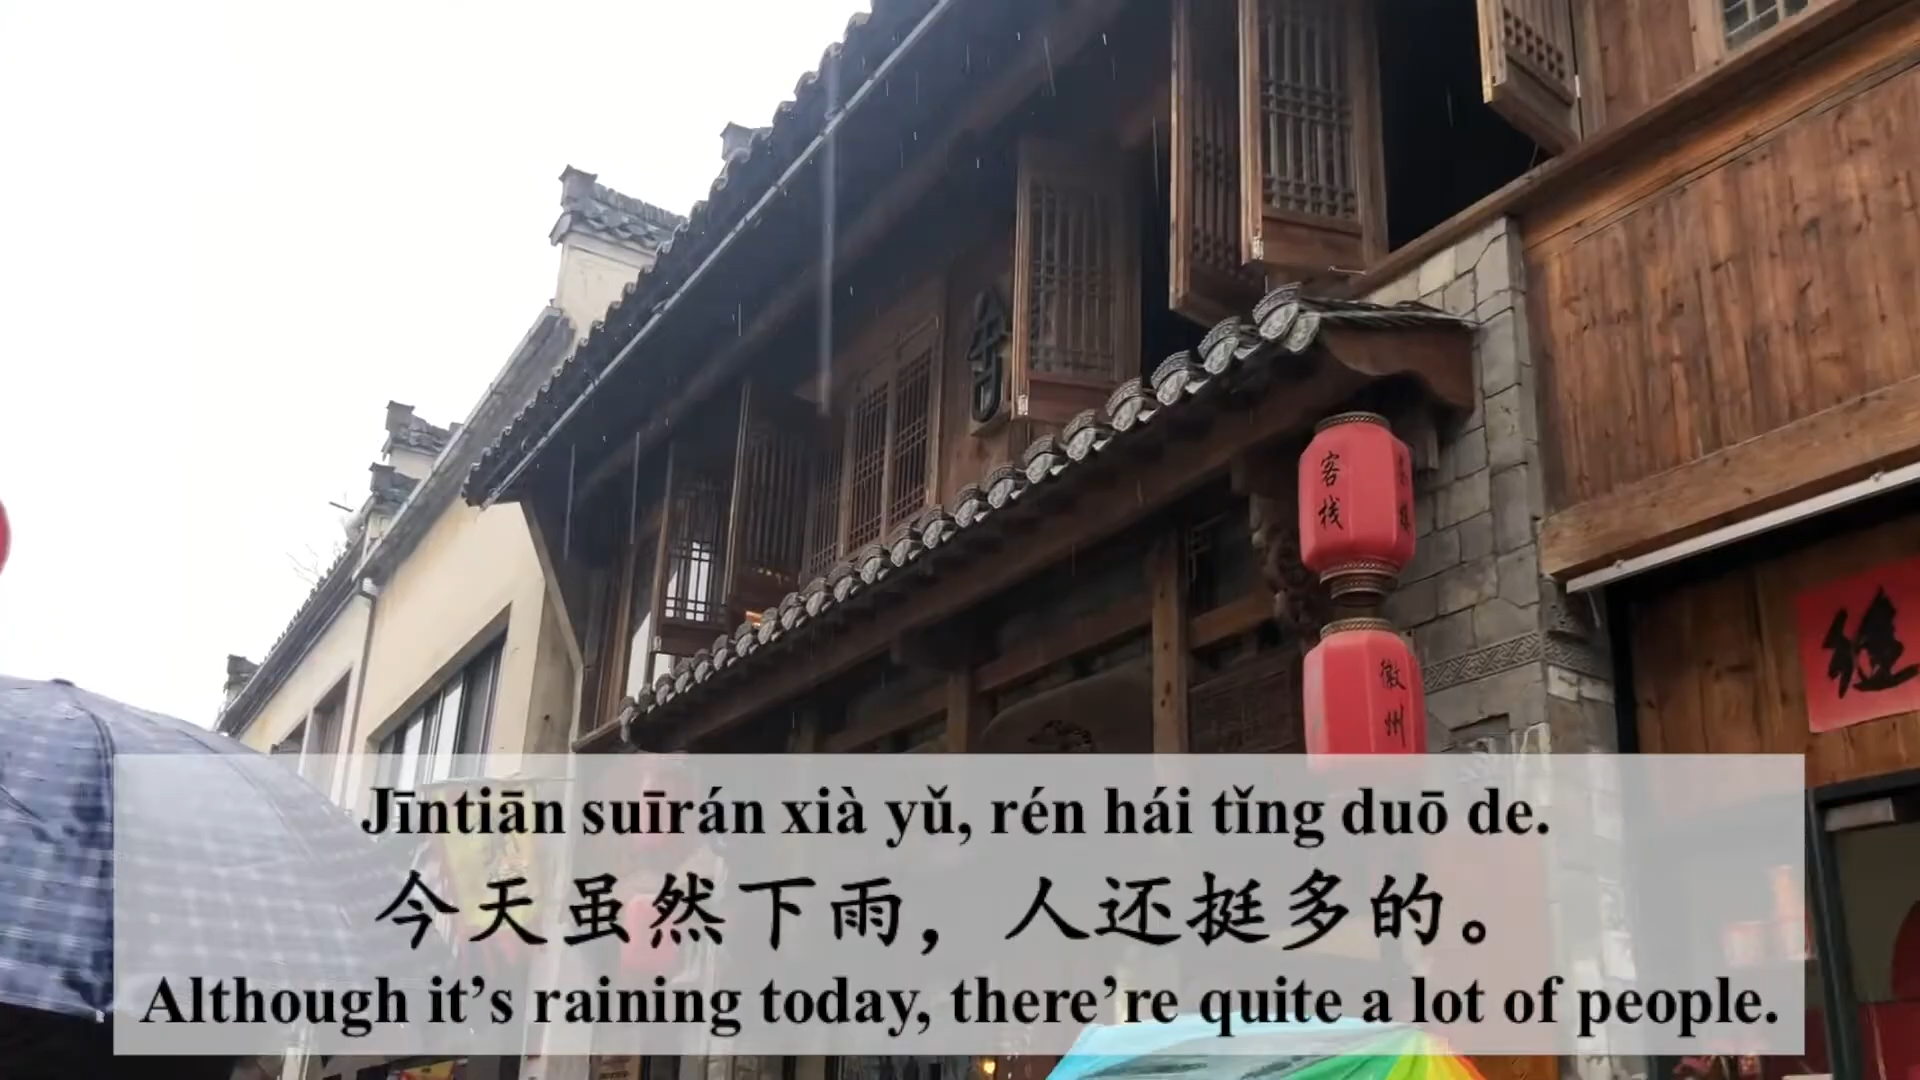 舍
客栈
徽州
Jīntiān suīrán xià yǔ, rén hái tǐng duō de.
今天虽然下雨，人还挺多的。
Although it’s raining today, there’re quite a lot of people.